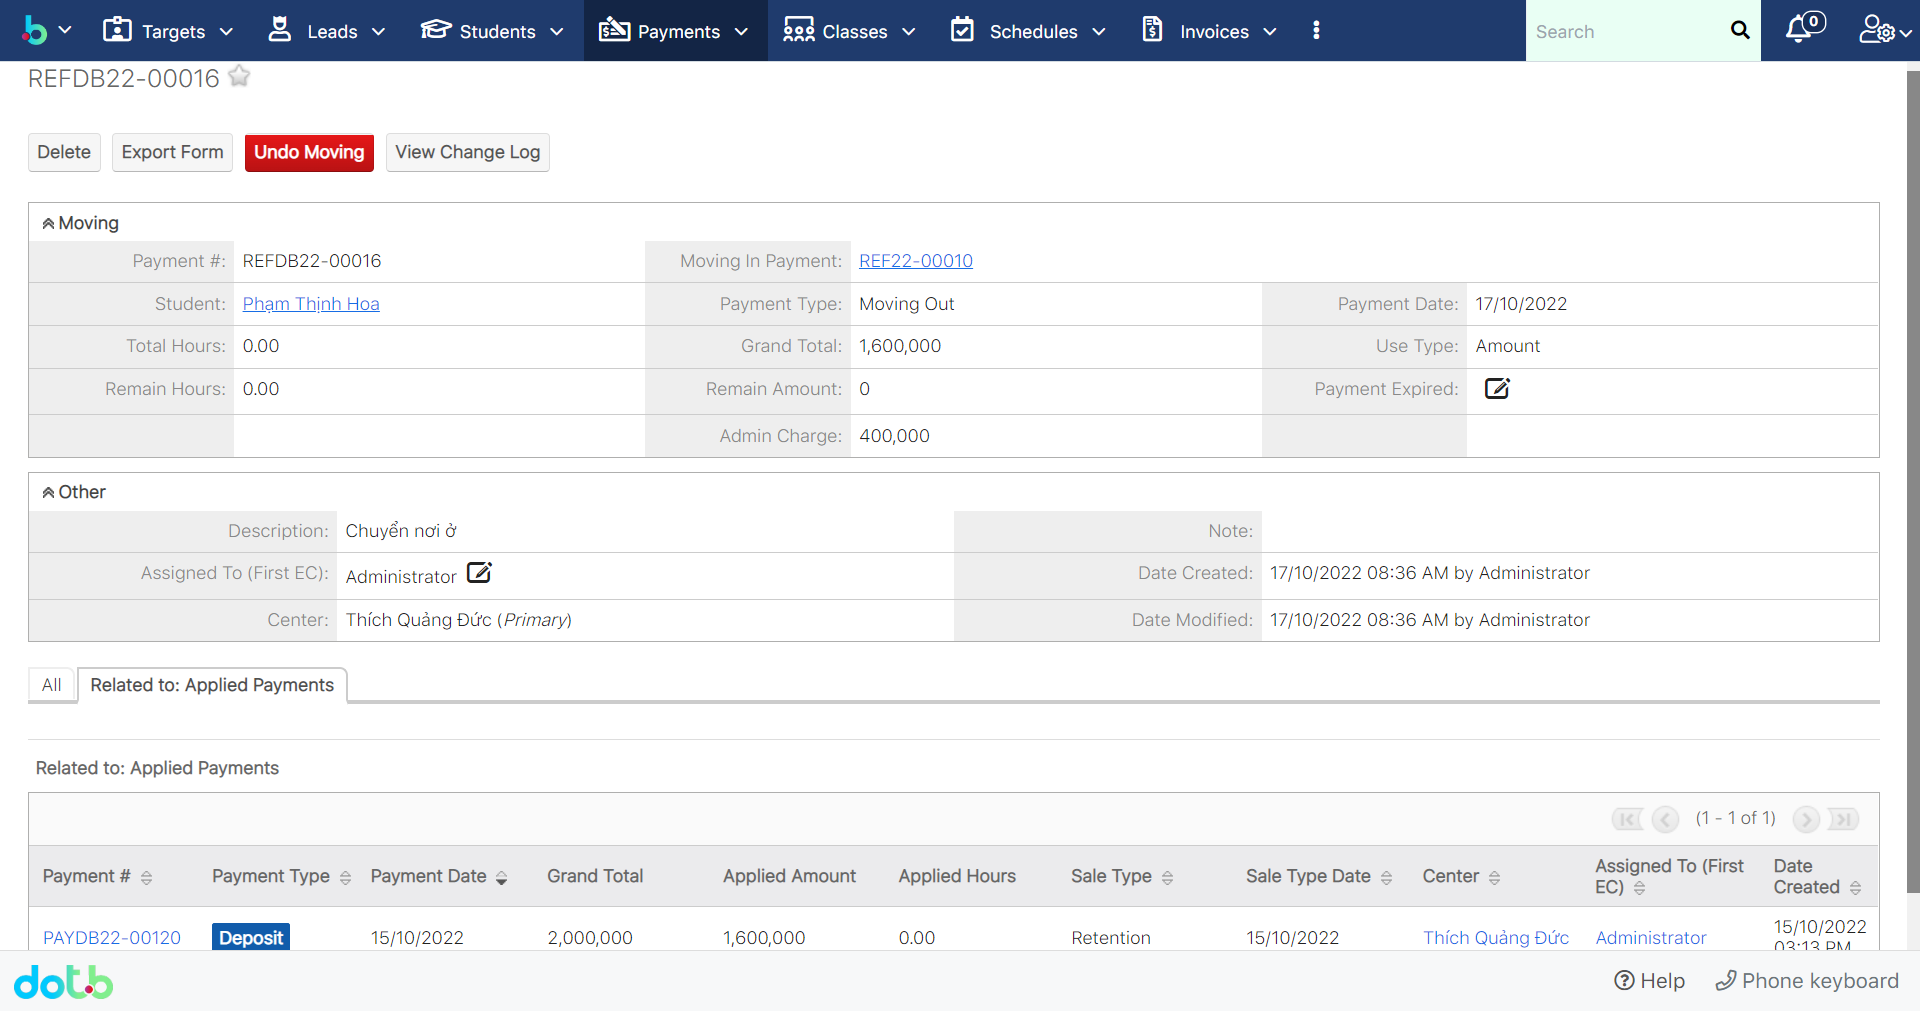 Targets Leads Students Payments Classes Schedules Invoices Search 0
REFDB22-00016
Delete Export Form Undo Moving View Change Log
Moving
Payment #: REFDB22-00016 Moving In Payment: REF22-00010
Student: Phạm Thịnh Hoa Payment Type: Moving Out Payment Date: 17/10/2022
Total Hours: 0.00 Grand Total: 1,600,000 Use Type: Amount
Remain Hours: 0.00 Remain Amount: 0 Payment Expired:
Admin Charge: 400,000
Other
Description: Chuyển nơi ở Note:
Assigned To (First EC): Administrator Date Created: 17/10/2022 08:36 AM by Administrator
Center: Thích Quảng Đức (Primary) Date Modified: 17/10/2022 08:36 AM by Administrator
All Related to: Applied Payments
Related to: Applied Payments
(1 - 1 of 1)
Payment # Payment Type Payment Date Grand Total Applied Amount Applied Hours Sale Type Sale Type Date Center Assigned To (First EC) Date Created
PAYDB22-00120 Deposit 15/10/2022 2,000,000 1,600,000 0.00 Retention 15/10/2022 Thích Quảng Đức Administrator 15/10/2022 03:13 PM
dotb Help Phone keyboard